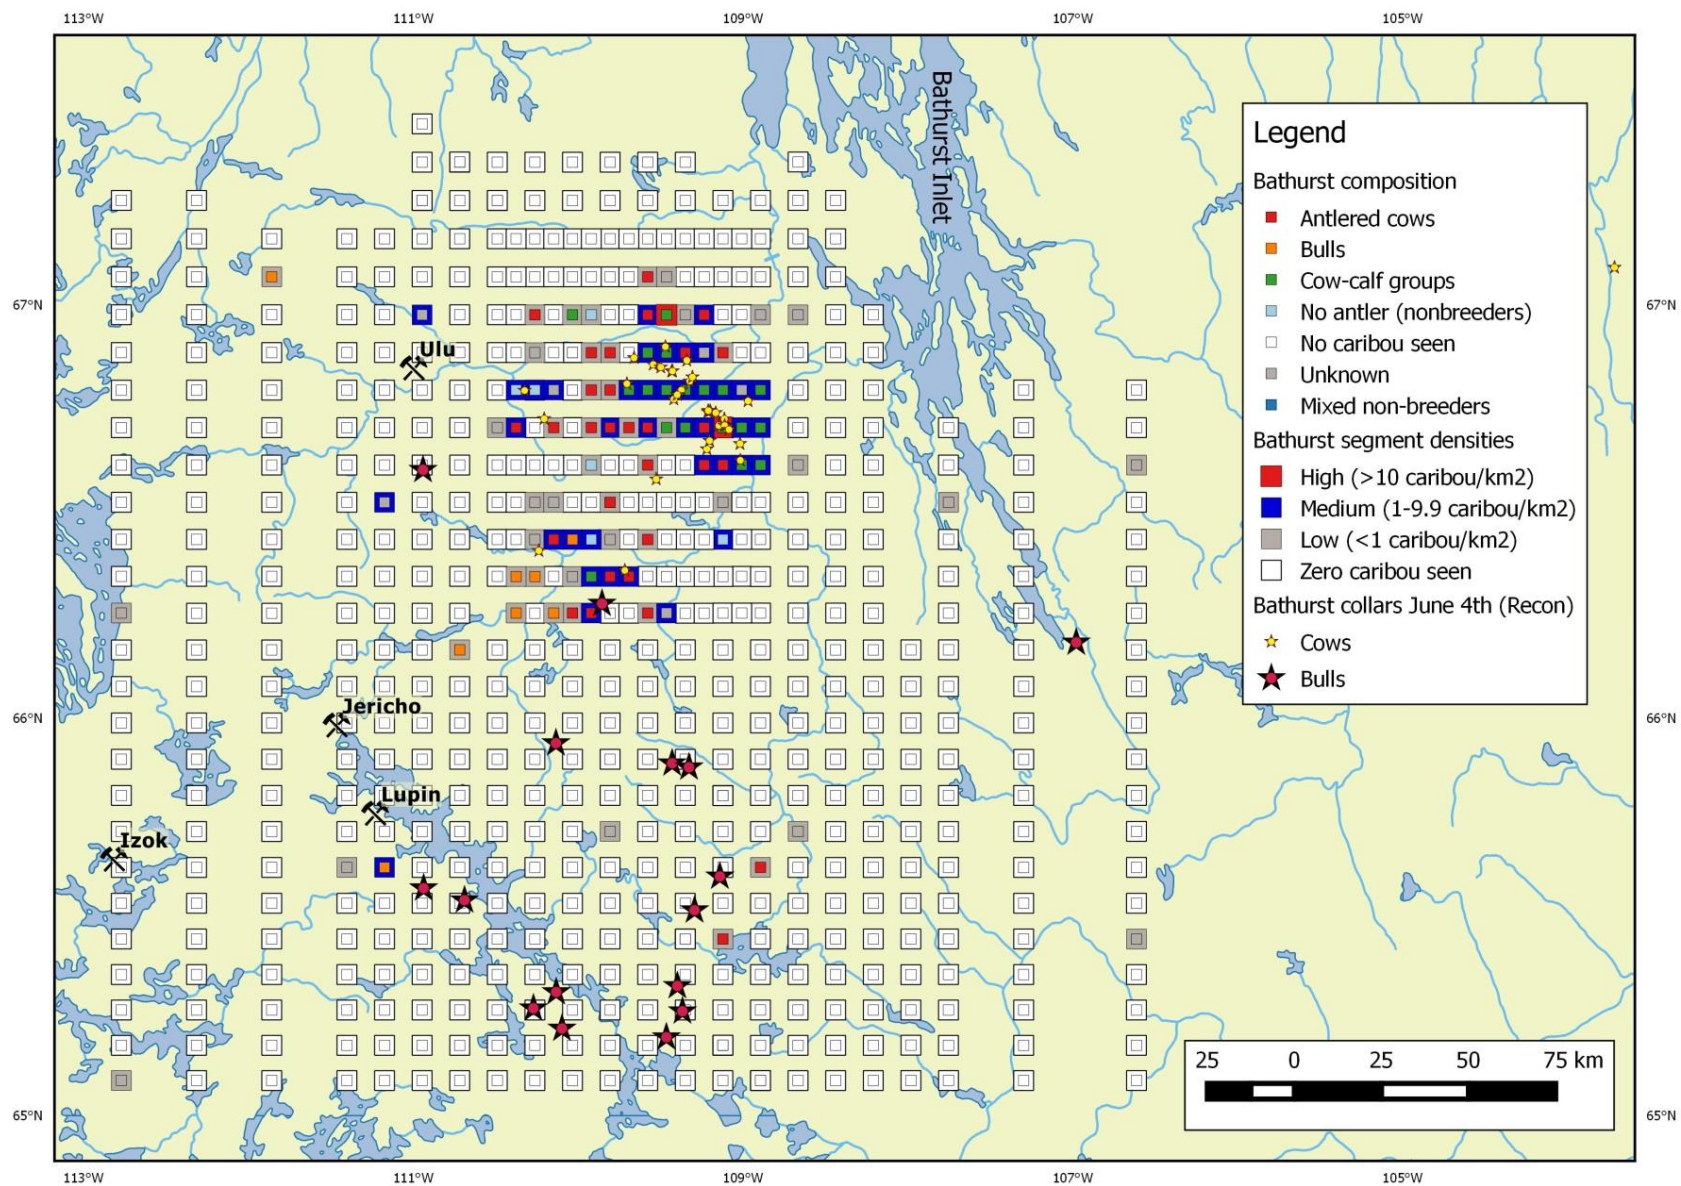 113°W 111°W 109°W 107°W 105°W
Bathurst Inlet
Legend
Bathurst composition
Antlered cows
Bulls
Cow-calf groups
67°N 67°N
No antler (nonbreeders)
No caribou seen
Ulu
Unknown
Mixed non-breeders
Bathurst segment densities
High (>10 caribou/km2)
Medium (1-9.9 caribou/km2)
Low (<1 caribou/km2)
Zero caribou seen
Bathurst collars June 4th (Recon)
Cows
Bulls
Jericho
66°N 66°N
Lupin
Izok
25 0 25 50 75 km
65°N 65°N
113°W 111°W 109°W 107°W 105°W